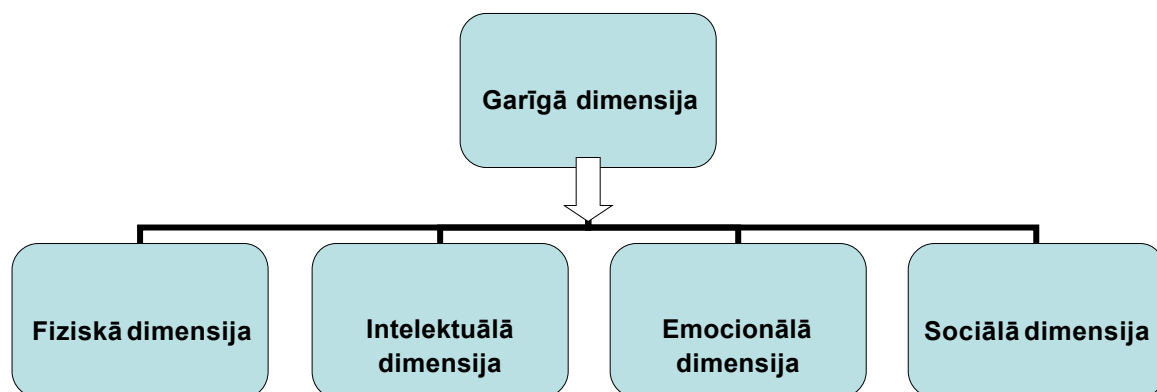 Garīgā dimensija
Fiziskā dimensija
Intelektuālā
dimensija
Emocionālā
dimensija
Sociālā dimensija